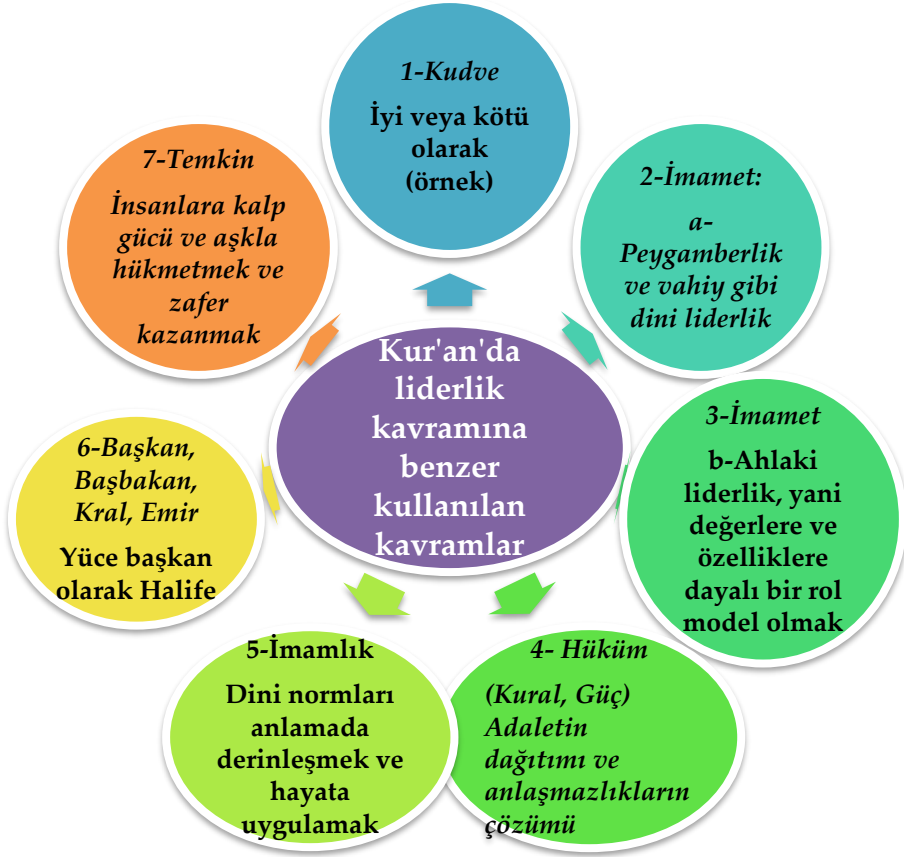 1-Kudve
İyi veya kötü
olarak
(örnek)
2-İmamet:
a-
Peygamberlik
ve vahiy gibi
dini liderlik
3-İmamet
b-Ahlaki
liderlik, yani
değerlere ve
özelliklere
dayalı bir rol
model olmak
4- Hüküm
(Kural, Güç)
Adaletin
dağıtımı ve
anlaşmazlıkların
çözümü
5-İmamlık
Dini normları
anlamada
derinleşmek ve
hayata
uygulamak
6-Başkan,
Başbakan,
Kral, Emir
Yüce başkan
olarak Halife
7-Temkin
İnsanlara kalp
gücü ve aşkla
hükmetmek ve
zafer
kazanmak
Kur'an'da
liderlik
kavramına
benzer
kullanılan
kavramlar